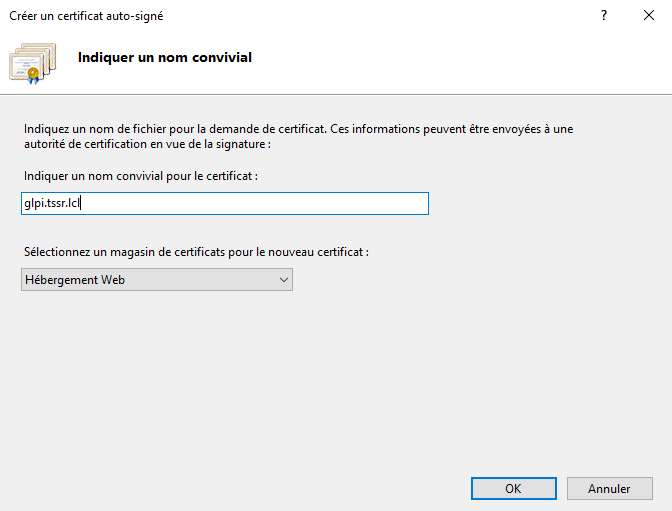 Créer un certificat auto-signé
?
Indiquer un nom convivial
Indiquez un nom de fichier pour la demande de certificat. Ces informations peuvent être envoyées à une
autorité de certification en vue de la signature :
Indiquer un nom convivial pour le certificat :
glpi.tssr.lcl
Sélectionnez un magasin de certificats pour le nouveau certificat :
Hébergement Web
OK
Annuler